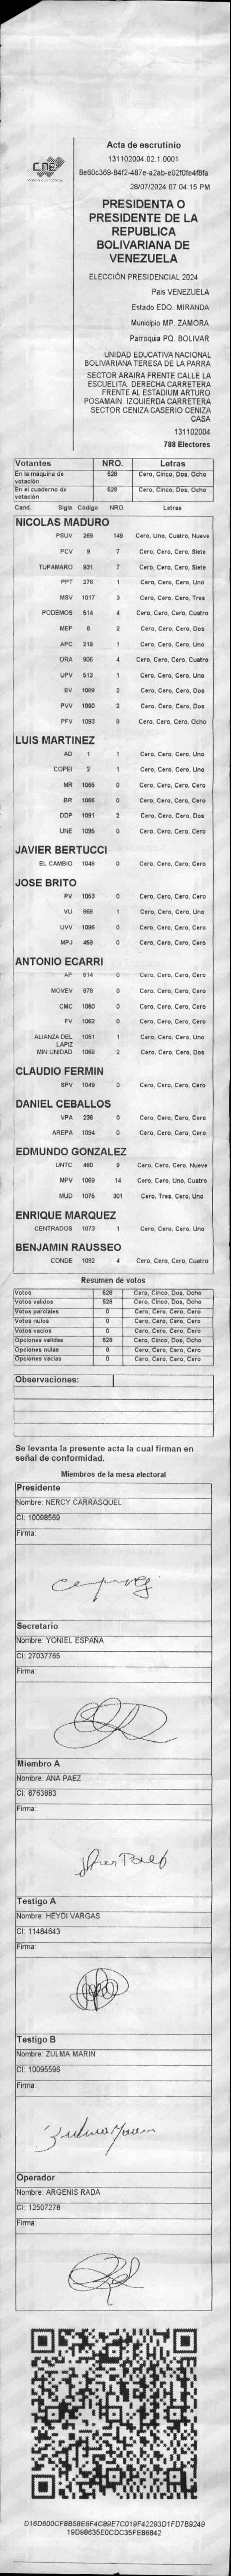 CNE
Acta de escrutinio
131102004.02.1.0001
8e60c369-84f2-487e-a2ab-e02f0fe4f8fa
28/07/2024 07:04:15 PM
PRESIDENTA O
PRESIDENTE DE LA
REPUBLICA
BOLIVARIANA DE
VENEZUELA
ELECCIÓN PRESIDENCIAL 2024
País VENEZUELA
Estado EDO. MIRANDA
Municipio MP. ZAMORA
Parroquia PQ. BOLIVAR
UNIDAD EDUCATIVA NACIONAL
BOLIVARIANA TERESA DE LA PARRA
SECTOR ARAIRA FRENTE CALLE LA
ESCUELITA. DERECHA CARRETERA
FRENTE AL ESTADIUM ARTURO
POSAMAN. IZQUIERDA CARRETERA
SECTOR CENIZA CASERIO CENIZA
CASA
131102004
788 Electores
Votantes NRO. Letras
En la máquina de votación 528 Cero, Cinco, Dos, Ocho
En el cuaderno de votación 528 Cero, Cinco, Dos, Ocho
Cand. Sigla Código NRO. Letras
NICOLAS MADURO
PSUV 269 149 Cero, Uno, Cuatro, Nueve
PCV 9 7 Cero, Cero, Cero, Siete
TUPAMARO 931 7 Cero, Cero, Cero, Siete
PPT 276 1 Cero, Cero, Cero, Uno
MSV 1017 3 Cero, Cero, Cero, Tres
PODEMOS 514 4 Cero, Cero, Cero, Cuatro
MEP 6 2 Cero, Cero, Cero, Dos
APC 219 1 Cero, Cero, Cero, Uno
ORA 906 4 Cero, Cero, Cero, Cuatro
UPV 513 1 Cero, Cero, Cero, Uno
EV 1089 2 Cero, Cero, Cero, Dos
PVV 1090 2 Cero, Cero, Cero, Dos
PFV 1093 8 Cero, Cero, Cero, Ocho
LUIS MARTINEZ
AD 1 1 Cero, Cero, Cero, Uno
COPEI 2 1 Cero, Cero, Cero, Uno
MR 1065 0 Cero, Cero, Cero, Cero
BR 1066 0 Cero, Cero, Cero, Cero
DDP 1091 2 Cero, Cero, Cero, Dos
UNE 1095 0 Cero, Cero, Cero, Cero
JAVIER BERTUCCI
EL CAMBIO 1048 0 Cero, Cero, Cero, Cero
JOSE BRITO
PV 1053 0 Cero, Cero, Cero, Cero
VU 868 1 Cero, Cero, Cero, Uno
UVV 1096 0 Cero, Cero, Cero, Cero
MPJ 458 0 Cero, Cero, Cero, Cero
ANTONIO ECARRI
AP 614 0 Cero, Cero, Cero, Cero
MOVEV 878 0 Cero, Cero, Cero, Cero
CMC 1050 0 Cero, Cero, Cero, Cero
FV 1062 0 Cero, Cero, Cero, Cero
ALIANZA DEL LAPIZ 1051 1 Cero, Cero, Cero, Uno
MIN UNIDAD 1068 2 Cero, Cero, Cero, Dos
CLAUDIO FERMIN
SPV 1049 0 Cero, Cero, Cero, Cero
DANIEL CEBALLOS
VPA 236 0 Cero, Cero, Cero, Cero
AREPA 1094 0 Cero, Cero, Cero, Cero
EDMUNDO GONZALEZ
UNTC 460 9 Cero, Cero, Cero, Nueve
MPV 1069 14 Cero, Cero, Uno, Cuatro
MUD 1075 301 Cero, Tres, Cero, Uno
ENRIQUE MARQUEZ
CENTRADOS 1073 1 Cero, Cero, Cero, Uno
BENJAMIN RAUSSEO
CONDE 1092 4 Cero, Cero, Cero, Cuatro
Resumen de votos
Votos 528 Cero, Cinco, Dos, Ocho
Votos validos 528 Cero, Cinco, Dos, Ocho
Votos parciales 0 Cero, Cero, Cero, Cero
Votos nulos 0 Cero, Cero, Cero, Cero
Votos vacios 0 Cero, Cero, Cero, Cero
Opciones validas 528 Cero, Cinco, Dos, Ocho
Opciones nulas 0 Cero, Cero, Cero, Cero
Opciones vacias 0 Cero, Cero, Cero, Cero
Observaciones:
Se levanta la presente acta la cual firman en
señal de conformidad.
Miembros de la mesa electoral
Presidente
Nombre: NERCY CARRASQUEL
CI: 10098569
Firma:
Secretario
Nombre: YONIEL ESPAÑA
CI: 27037765
Firma:
Miembro A
Nombre: ANA PAEZ
CI: 8763883
Firma:
Testigo A
Nombre: HEYDI VARGAS
CI: 11484643
Firma:
Testigo B
Nombre: ZULMA MARIN
CI: 10095596
Firma:
Zulma Marin
Operador
Nombre: ARGENIS RADA
CI: 12507278
Firma:
D16D600CF8B58E6F4C89E7C019F42293D1FD7B9249
19D98635E0CDC35FEB6842